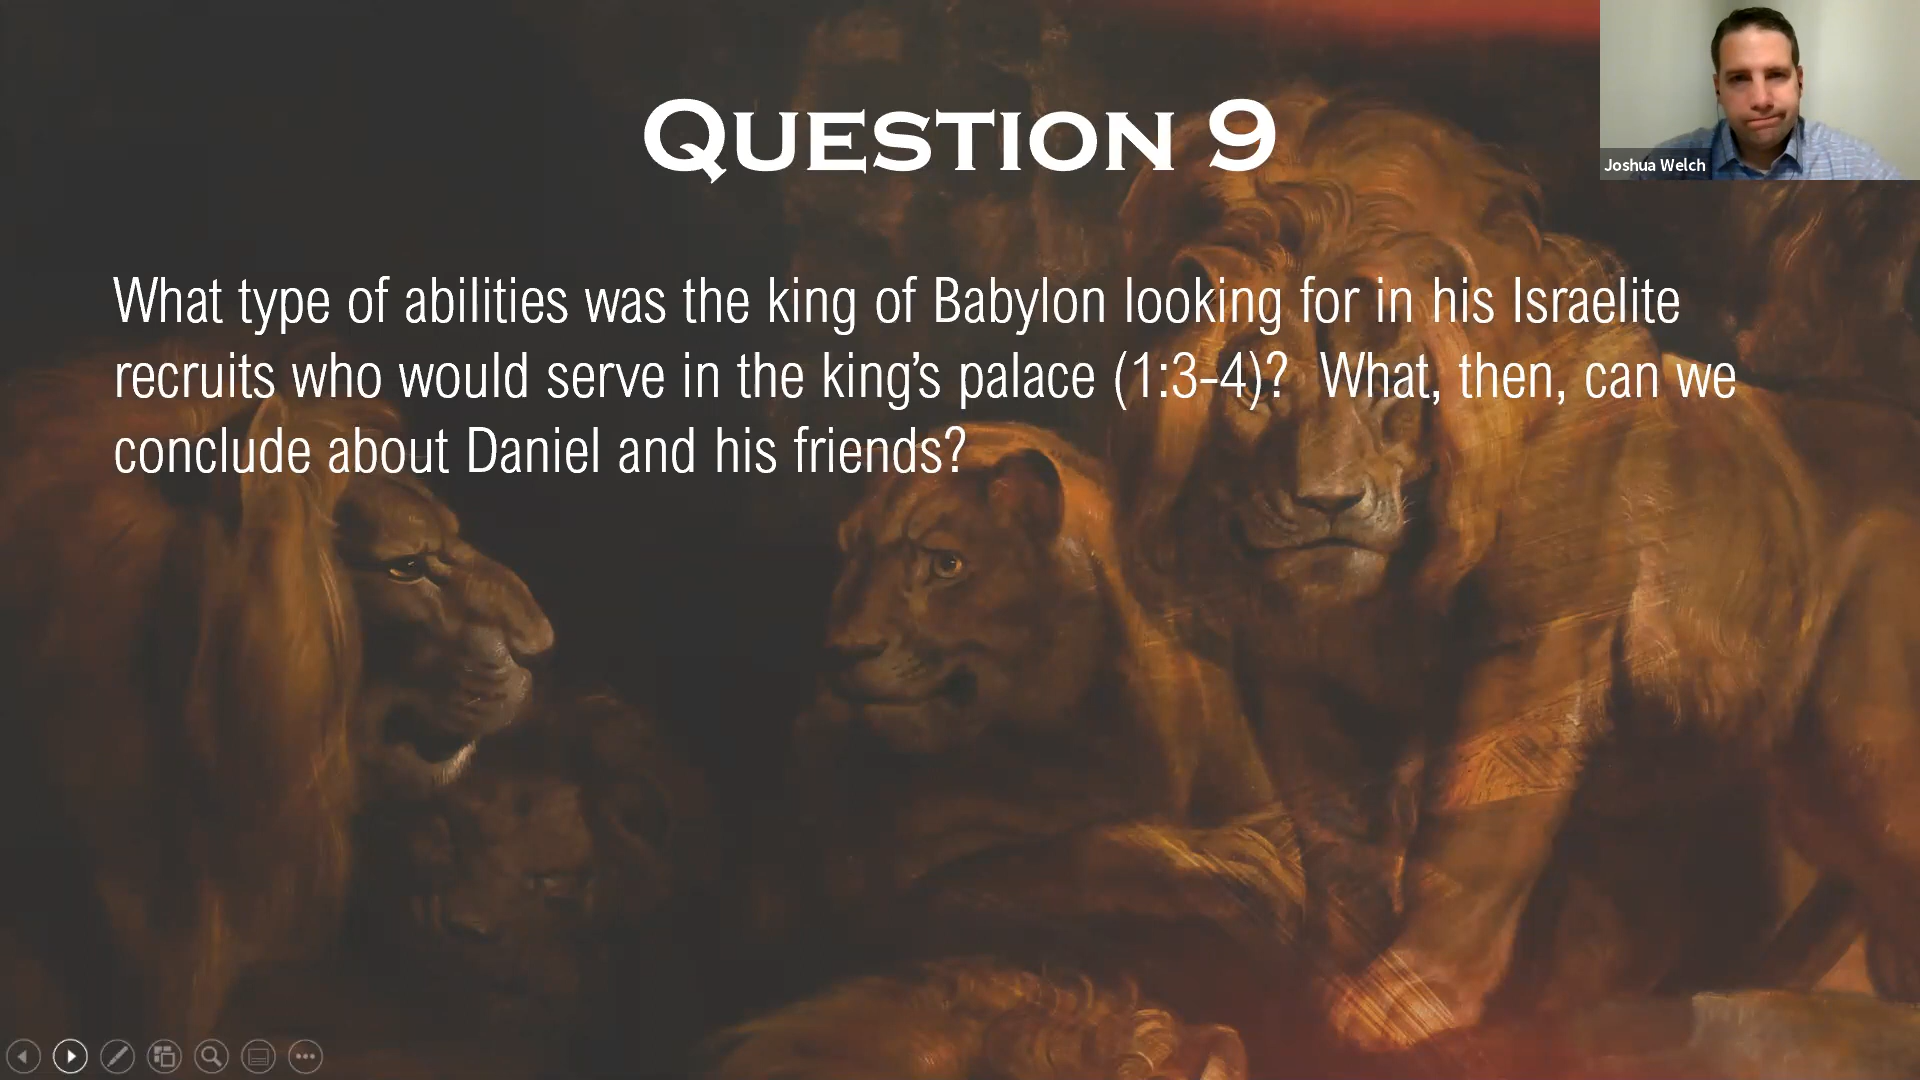 QUESTION 9
Joshua Welch
What type of abilities was the king of Babylon looking for in his Israelite
recruits who would serve in the king’s palace (1:3-4)?  What, then, can we
conclude about Daniel and his friends?